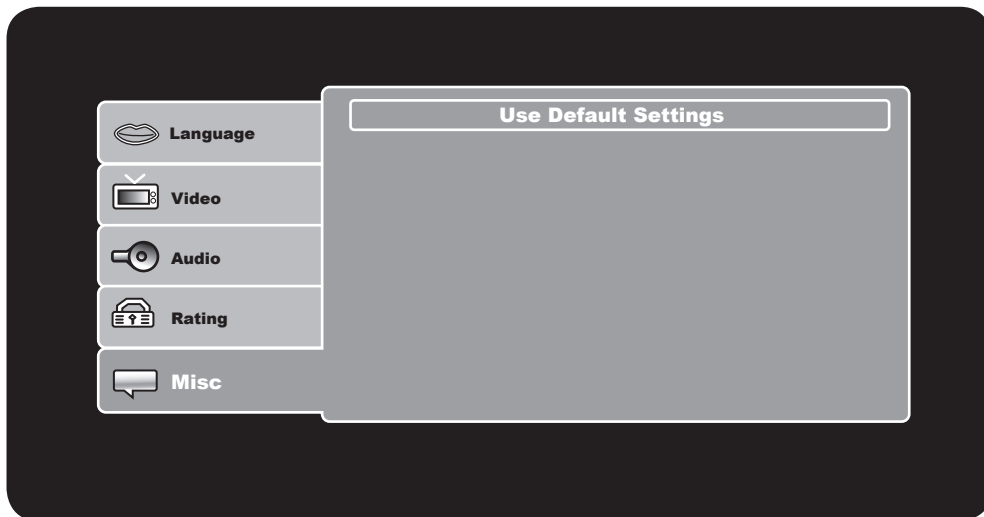 Language
Video
Audio
Rating
Misc
Use Default Settings